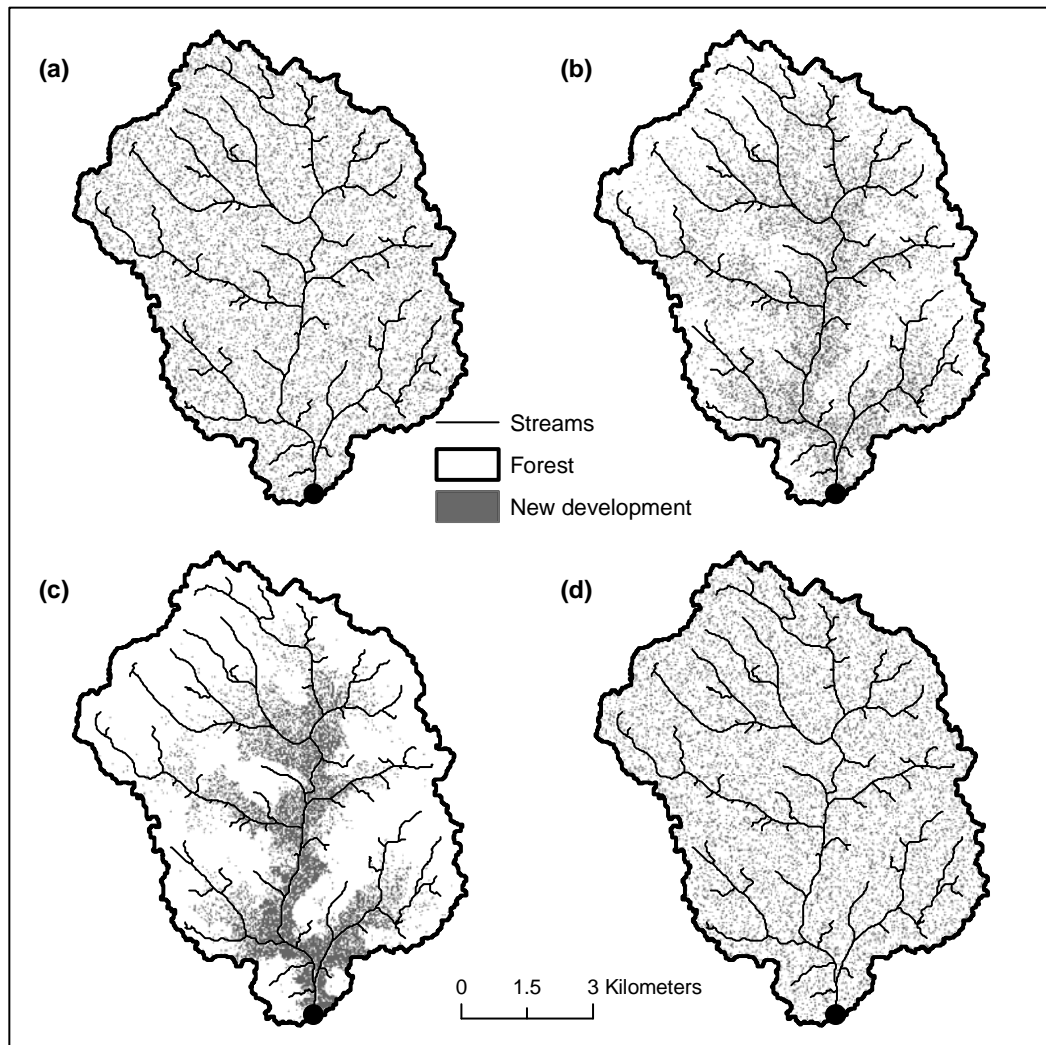 (a)
(b)
Streams
Forest
New development
(c)
(d)
0 1.5 3 Kilometers